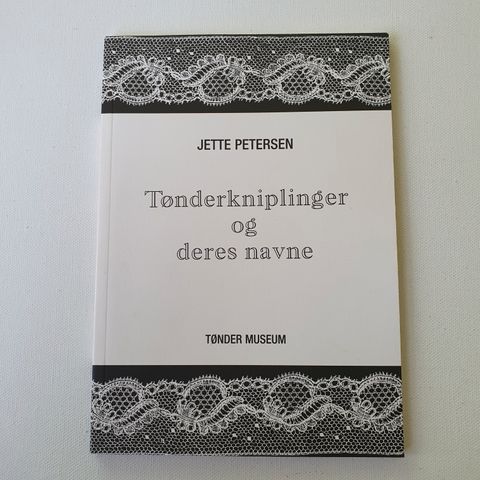 JETTE PETERSEN
Tønderkniplinger
og
deres navne
TØNDER MUSEUM